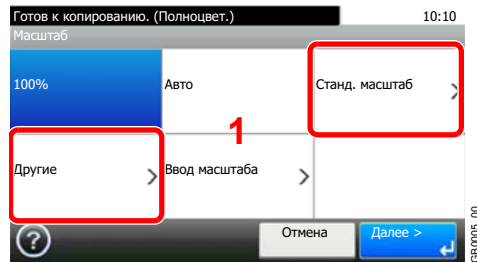 Готов к копированию. (Полноцвет.) 10:10
Масштаб
100% Авто Станд. масштаб >
1
Другие > Ввод масштаба >
? Отмена Далее >
GB0005_00